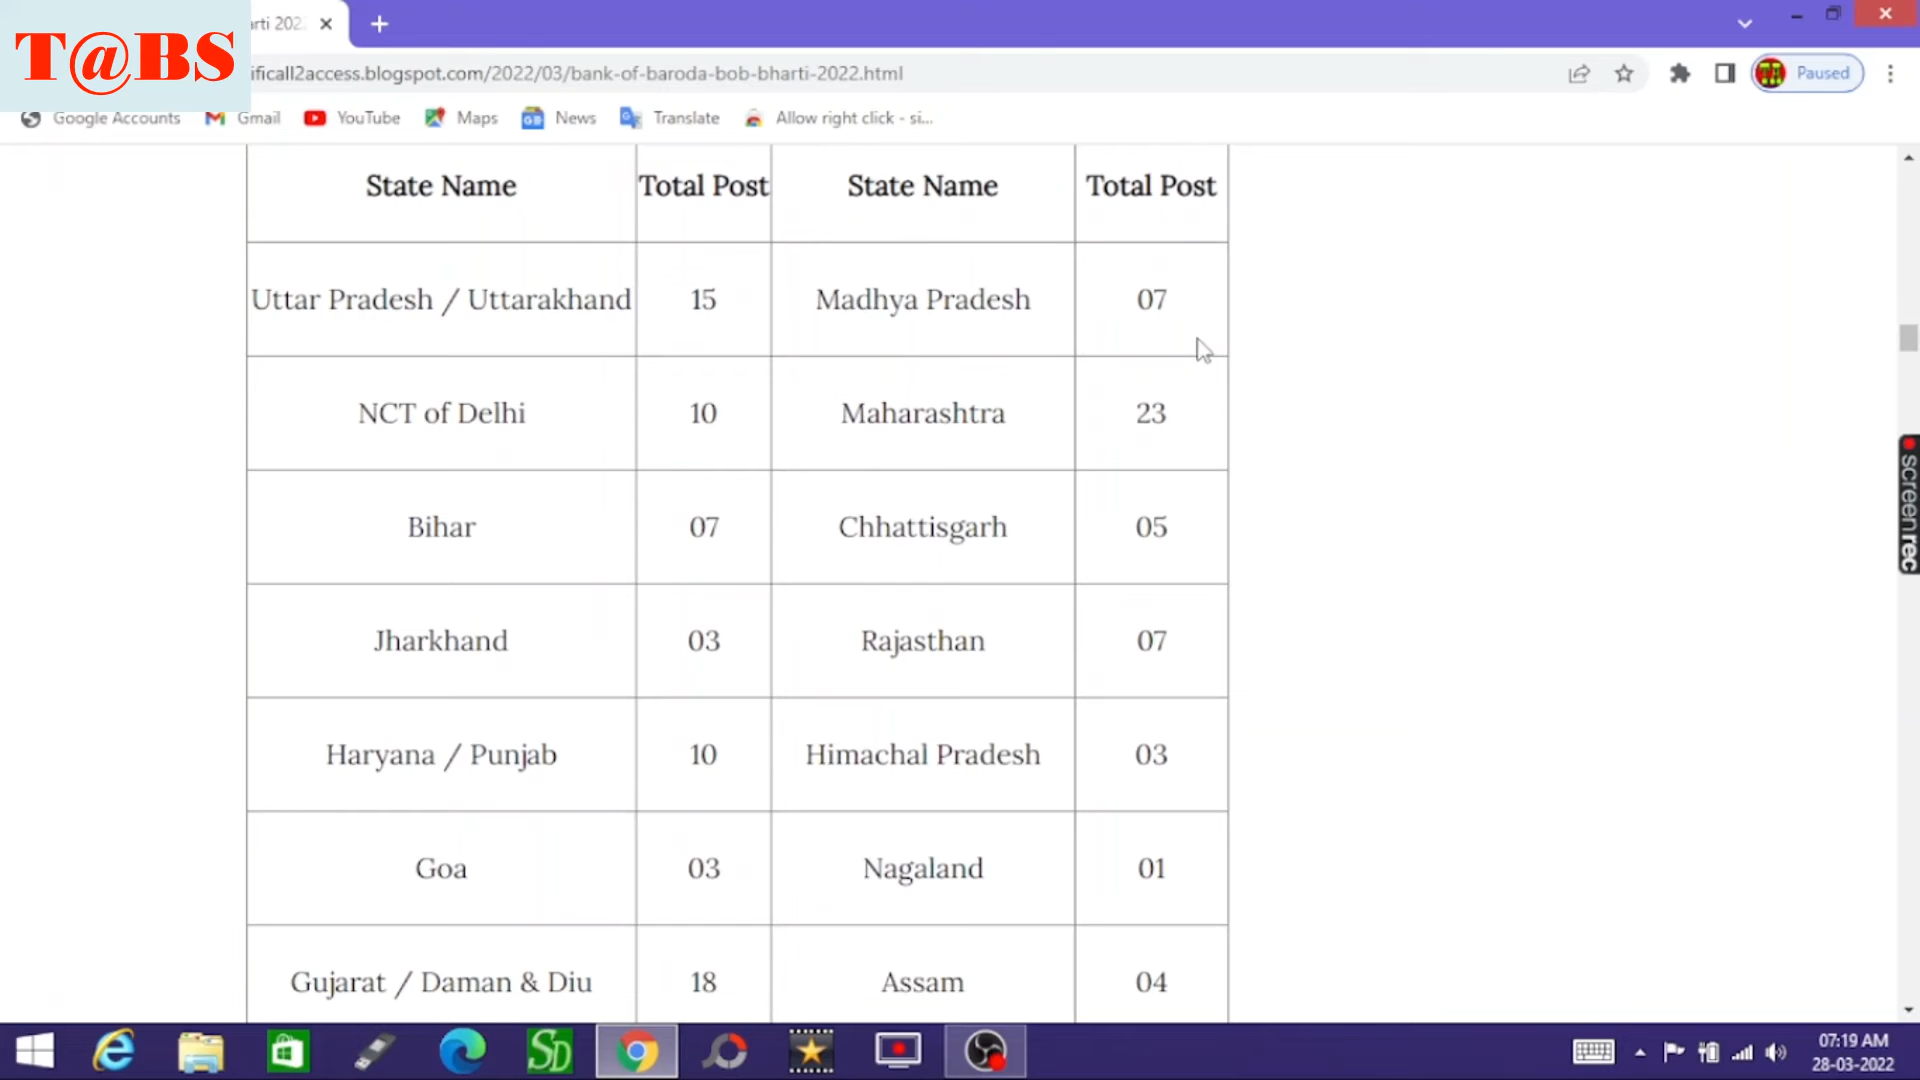 T@BS
arti 202
ificall2access.blogspot.com/2022/03/bank-of-baroda-bob-bharti-2022.html
Paused
Google Accounts Gmail YouTube Maps News Translate Allow right click - si...
State Name Total Post State Name Total Post
Uttar Pradesh / Uttarakhand 15 Madhya Pradesh 07
NCT of Delhi 10 Maharashtra 23
Bihar 07 Chhattisgarh 05
Jharkhand 03 Rajasthan 07
Haryana / Punjab 10 Himachal Pradesh 03
Goa 03 Nagaland 01
Gujarat / Daman & Diu 18 Assam 04
screenrec
SD
07:19 AM
28-03-2022